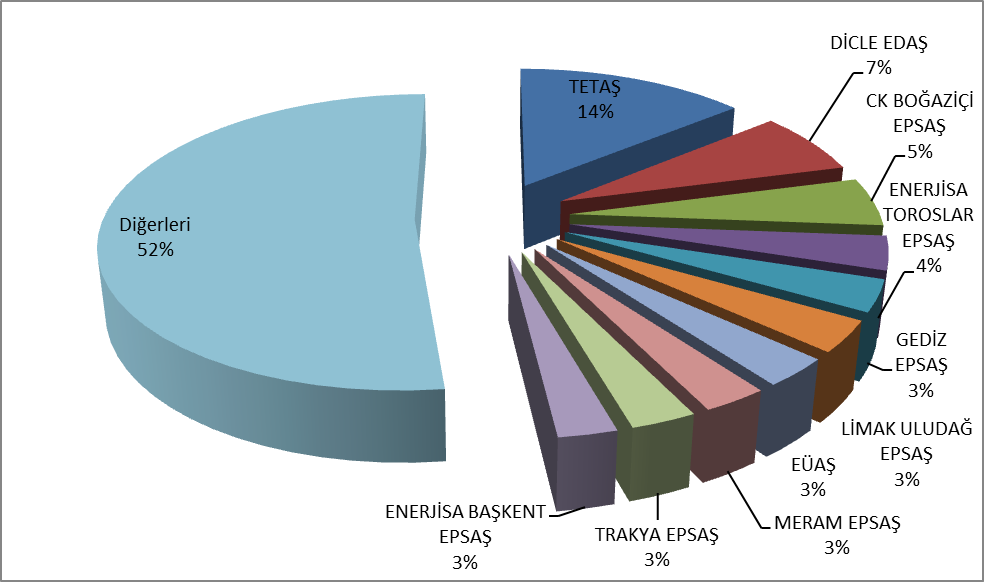 TETAŞ
14%
DİCLE EDAŞ
7%
CK BOĞAZİÇİ
EPSAŞ
5%
ENERJİSA
TOROSLAR
EPSAŞ
4%
GEDİZ
EPSAŞ
3%
LİMAK ULUDAĞ
EPSAŞ
3%
EÜAŞ
3%
MERAM EPSAŞ
3%
TRAKYA EPSAŞ
3%
ENERJİSA BAŞKENT
EPSAŞ
3%
Diğerleri
52%